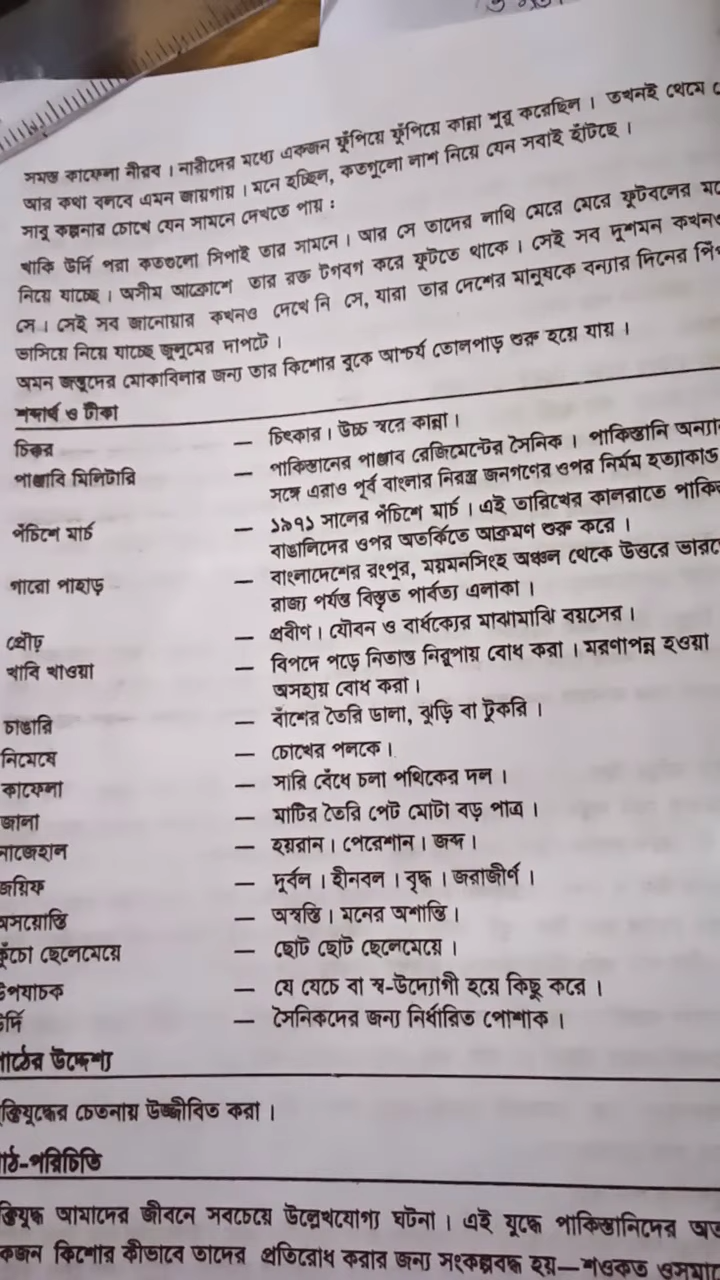 সমস্ত কাফেলা নীরব । নারীদের মধ্যে একজন ফুঁপিয়ে ফুঁপিয়ে কান্না শুরু করেছিল । তখনই থেমে
আর কথা বলবে এমন জায়গায় । মনে হচ্ছিল, কতগুলো লাশ নিয়ে যেন সবাই হাঁটছে ।
সাবু কল্পনার চোখে যেন সামনে দেখতে পায় :
খাকি উর্দি পরা কতগুলো সিপাই তার সামনে । আর সে তাদের লাথি মেরে মেরে ফুটবলের
নিয়ে যাচ্ছে । অসীম আক্রোশে তার রক্ত টগবগ করে ফুটতে থাকে । সেই সব দুশমন কখনও
সে । সেই সব জানোয়ার কখনও দেখে নি সে, যারা তার দেশের মানুষকে বন্যার দিনের
ভাসিয়ে নিয়ে যাচ্ছে জুলুমের দাপটে ।
অমন জন্তুদের মোকাবিলার জন্য তার কিশোর বুকে আশ্চর্য তোলপাড় শুরু হয়ে যায় ।
শব্দার্থ ও টীকা
চিক্কুর — চিৎকার । উচ্চ স্বরে কান্না ।
পাঞ্জাবি মিলিটারি — পাকিস্তানের পাঞ্জাব রেজিমেন্টের সৈনিক । পাকিস্তানি অন্যান্য
সঙ্গে এরাও পূর্ব বাংলার নিরস্ত্র জনগণের ওপর নির্মম হত্যাকাণ্ড
পঁচিশে মার্চ — ১৯৭১ সালের পঁচিশে মার্চ । এই তারিখের কালরাতে
বাঙালিদের ওপর অতর্কিতে আক্রমণ শুরু করে ।
গারো পাহাড় — বাংলাদেশের রংপুর, ময়মনসিংহ অঞ্চল থেকে উত্তরে
রাজ্য পর্যন্ত বিস্তৃত পার্বত্য এলাকা ।
প্রৌঢ় — প্রবীণ । যৌবন ও বার্ধক্যের মাঝামাঝি বয়সের ।
খাবি খাওয়া — বিপদে পড়ে নিতান্ত নিরুপায় বোধ করা । মরণাপন্ন হওয়া
অসহায় বোধ করা ।
চাঙারি — বাঁশের তৈরি ডালা, ঝুড়ি বা টুকরি ।
নিমেষে — চোখের পলকে ।
কাফেলা — সারি বেঁধে চলা পথিকের দল ।
জালা — মাটির তৈরি পেট মোটা বড় পাত্র ।
নাজেহাল — হয়রান । পেরেশান । জব্দ ।
জয়িফ — দুর্বল । হীনবল । বৃদ্ধ । জরাজীর্ণ ।
অসয়োস্তি — অস্বস্তি । মনের অশান্তি ।
কুঁচো ছেলেমেয়ে — ছোট ছোট ছেলেমেয়ে ।
উপযাচক — যে যেচে বা স্ব-উদ্যোগী হয়ে কিছু করে ।
উর্দি — সৈনিকদের জন্য নির্ধারিত পোশাক ।
পাঠের উদ্দেশ্য
মুক্তিযুদ্ধের চেতনায় উজ্জীবিত করা ।
পাঠ-পরিচিতি
মুক্তিযুদ্ধ আমাদের জীবনে সবচেয়ে উল্লেখযোগ্য ঘটনা । এই যুদ্ধে পাকিস্তানিদের
একজন কিশোর কীভাবে তাদের প্রতিরোধ করার জন্য সংকল্পবদ্ধ হয়—শওকত